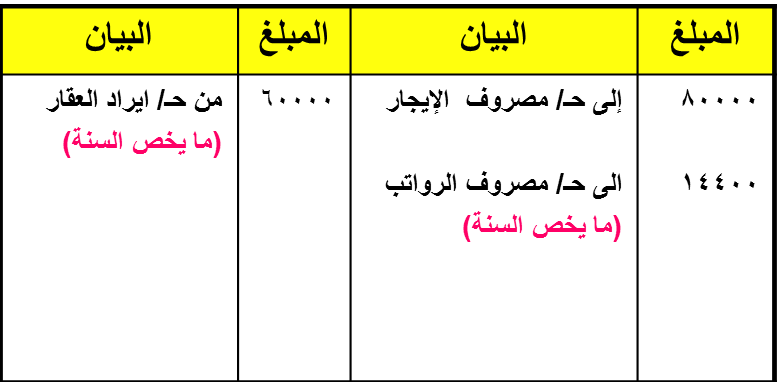 المبلغ البيان المبلغ البيان
٨٠٠٠٠ إلى حـ/ مصروف الإيجار ٦٠٠٠٠ من حـ/ ايراد العقار
(ما يخص السنة)
١٤٤٠٠ الى حـ/ مصروف الرواتب
(ما يخص السنة)